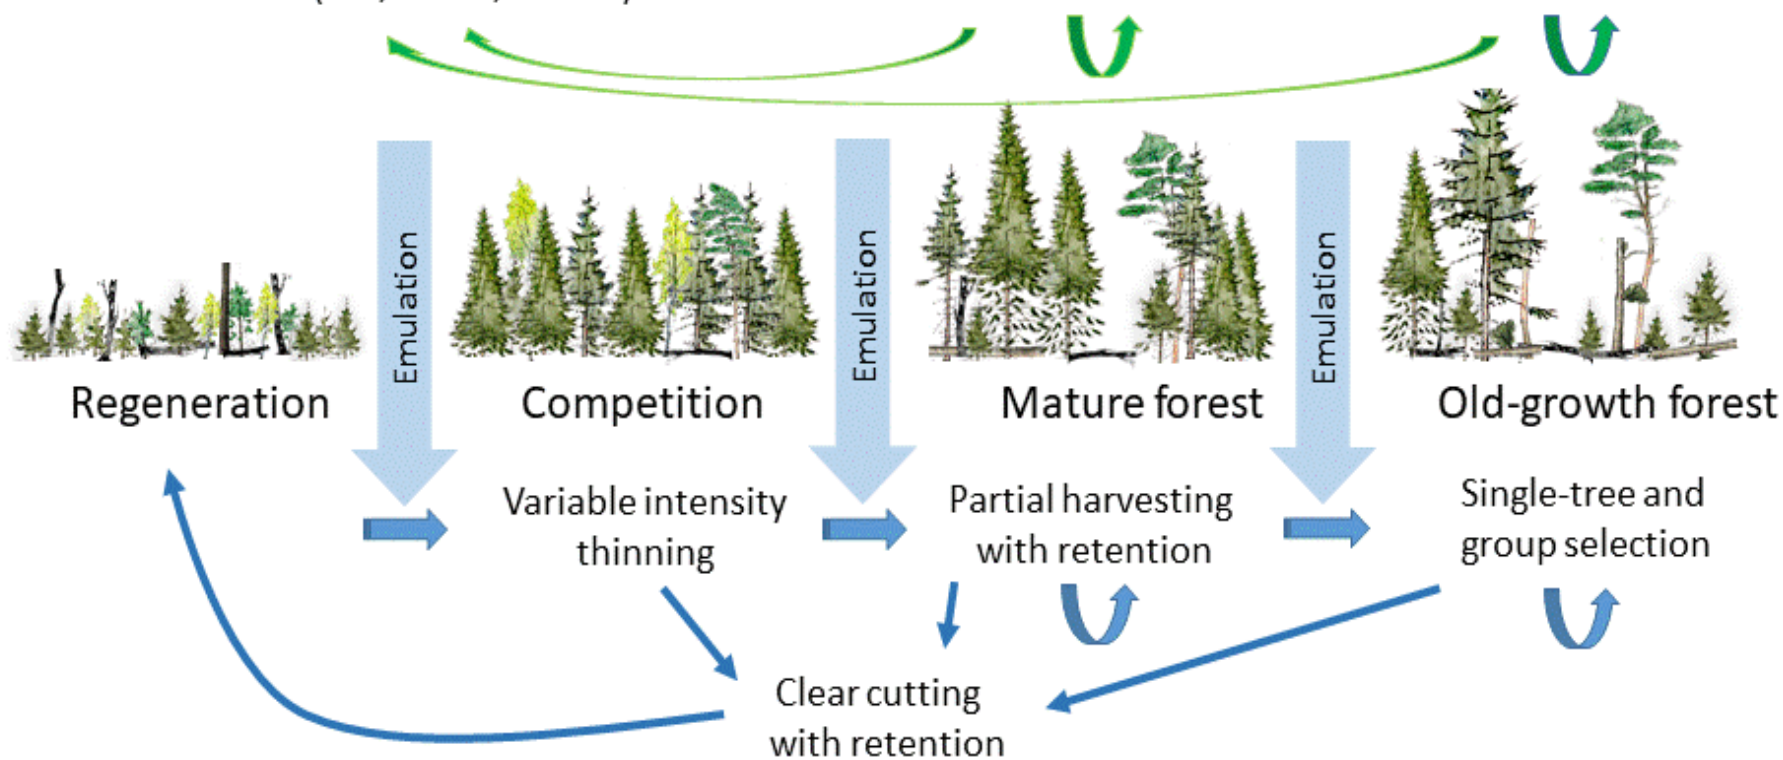 Emulation
Emulation
Emulation
Regeneration
Competition
Mature forest
Old-growth forest
Variable intensity
thinning
Partial harvesting
with retention
Single-tree and
group selection
Clear cutting
with retention